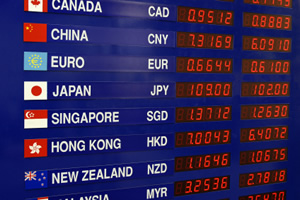 CANADA CAD 0.9512 0.8883
CHINA CNY 7.3169 6.0910
EURO EUR 0.6644 0.6100
JAPAN JPY 109.00 102.00
SINGAPORE SGD 1.3712 1.2630
HONG KONG HKD 7.0043 6.4072
NEW ZEALAND NZD 1.1646 1.0675
MALAYSIA MYR 3.2536